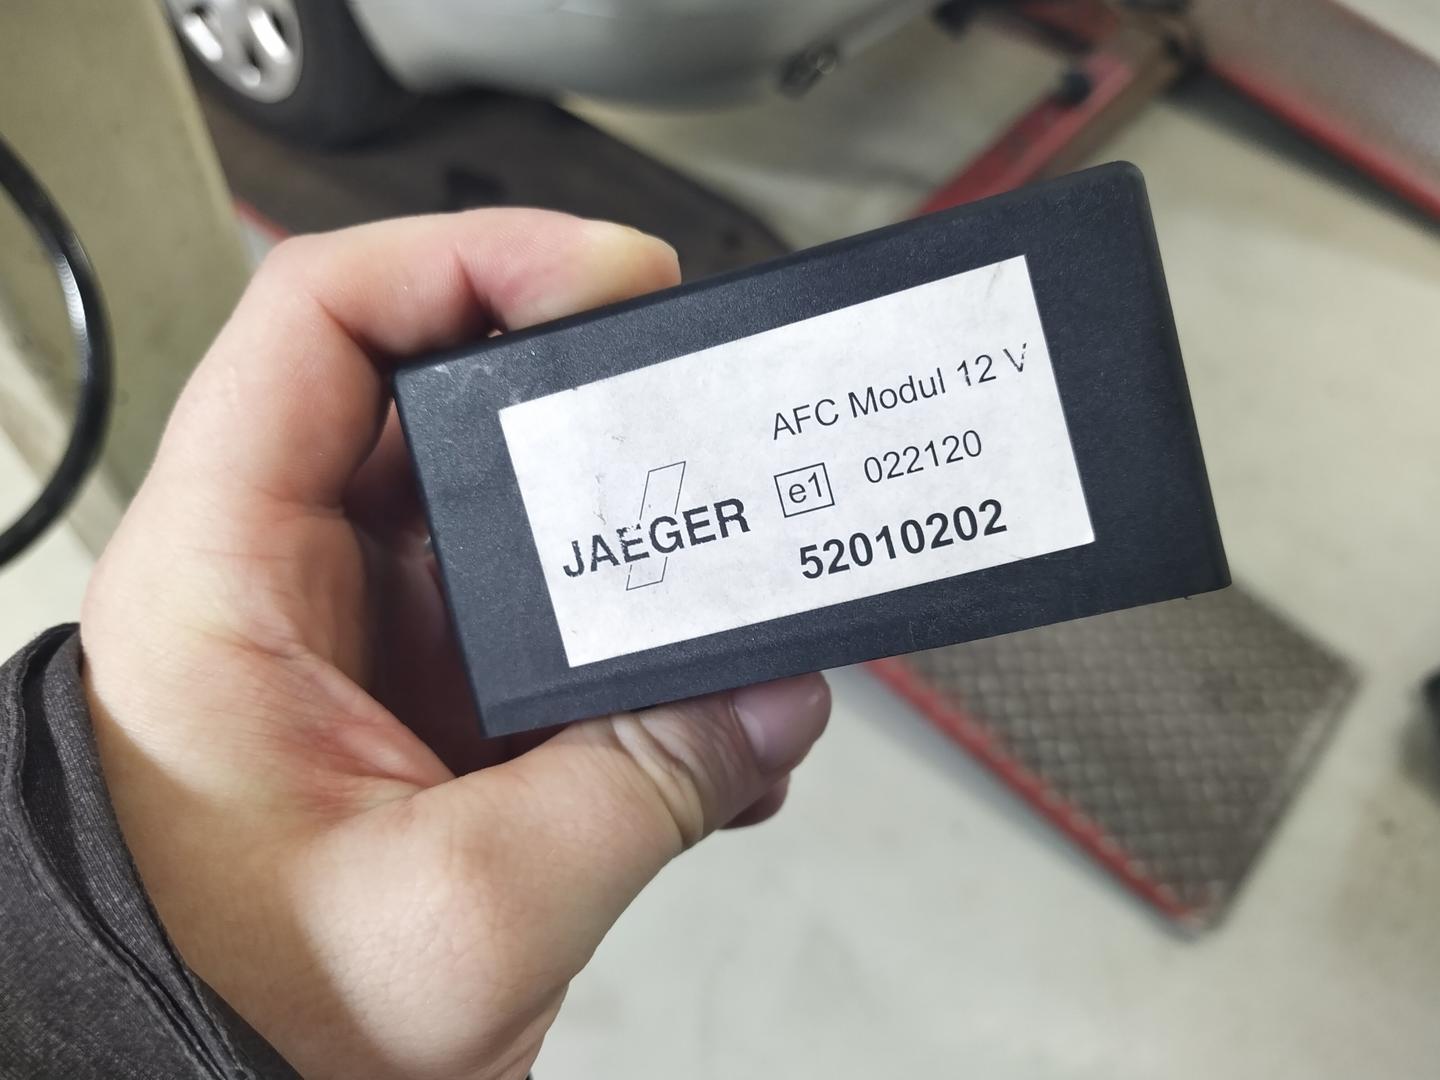 AFC Modul 12 V
e1 022120
JAEGER
52010202